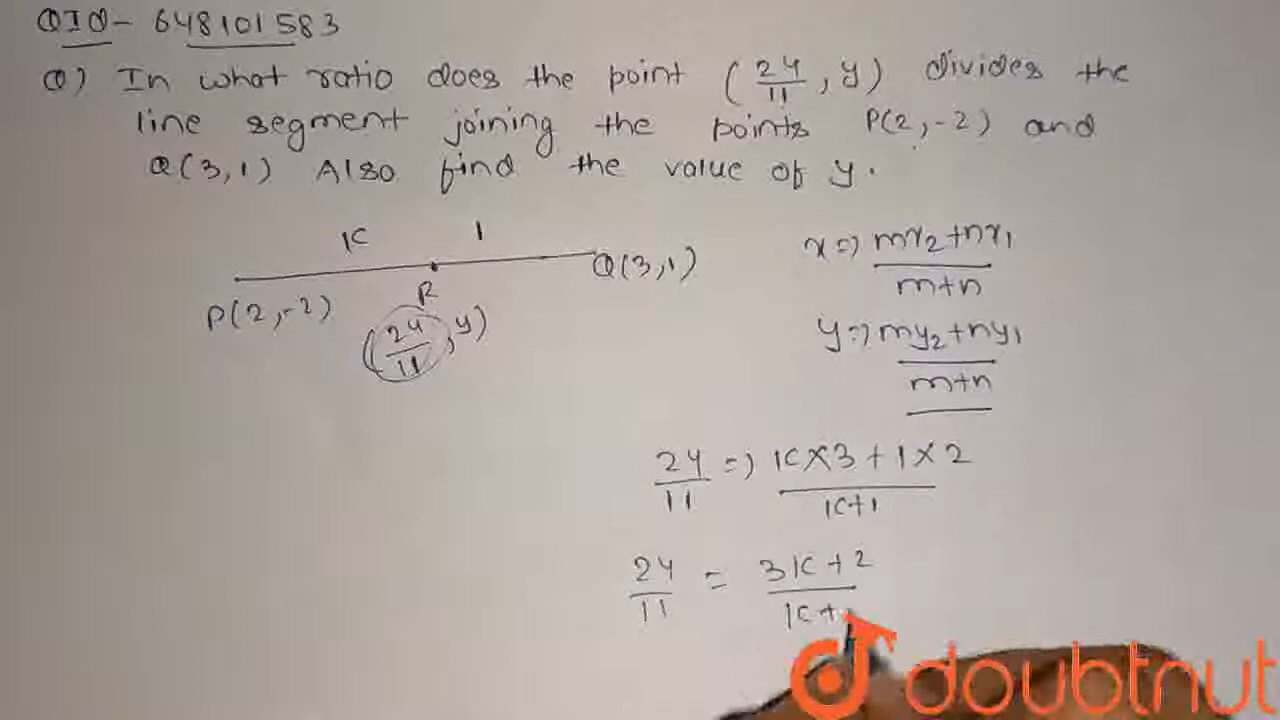 QID- 648101583
Q) In what ratio does the point (24/11, y) divides the
line segment joining the points P(2,-2) and
Q(3,1) Also find the value of y.
K 1
P(2,-2) R Q(3,1)
(24/11, y)
x=) mx2+nx1/m+n
y=) my2+ny1/m+n
24/11 =) K×3+1×2/K+1
24/11 = 3K+2/K+
doubtnut